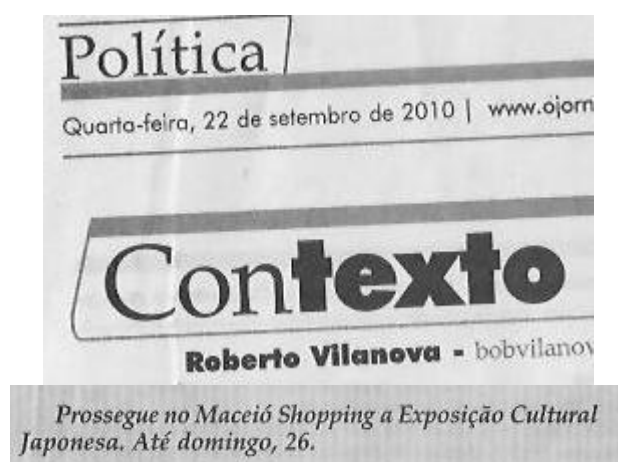 Política
Quarta-feira, 22 de setembro de 2010 | www.ojorn
Contexto
Roberto Vilanova - bobvilanov
Prossegue no Maceió Shopping a Exposição Cultural
Japonesa. Até domingo, 26.